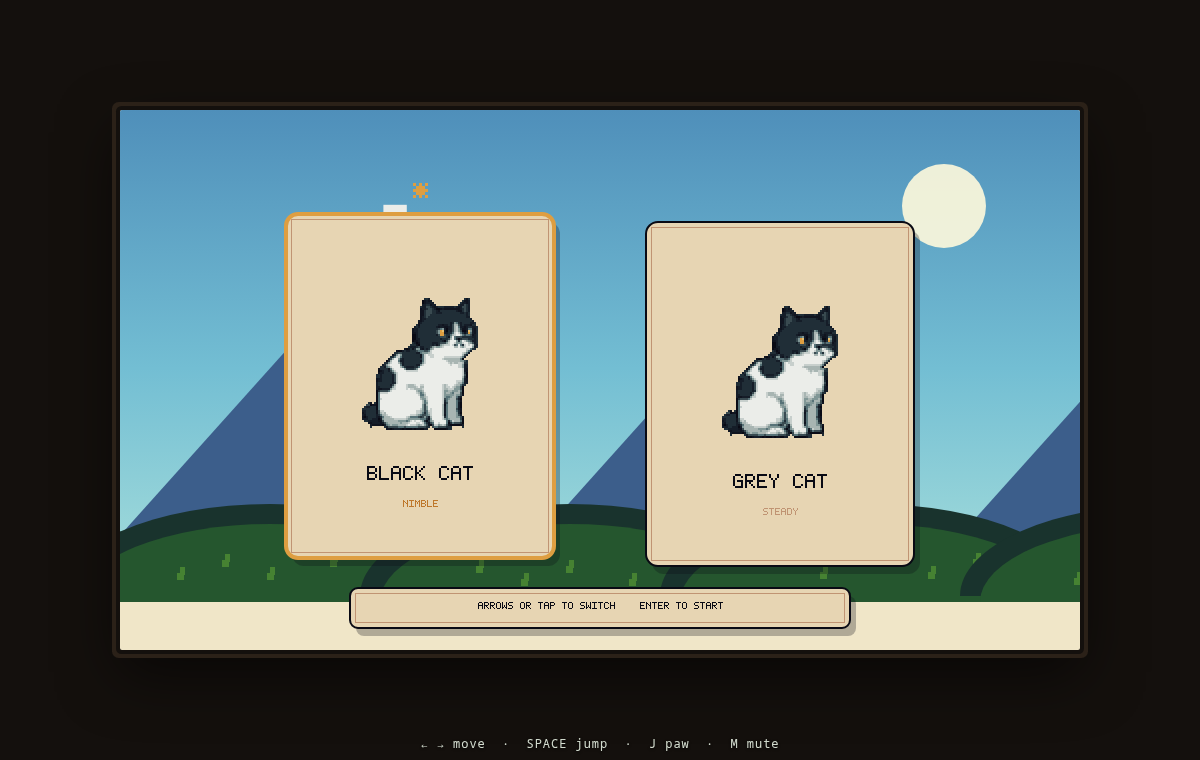 BLACK CAT
NIMBLE
GREY CAT
STEADY
ARROWS OR TAP TO SWITCH    ENTER TO START
← → move · SPACE jump · J paw · M mute